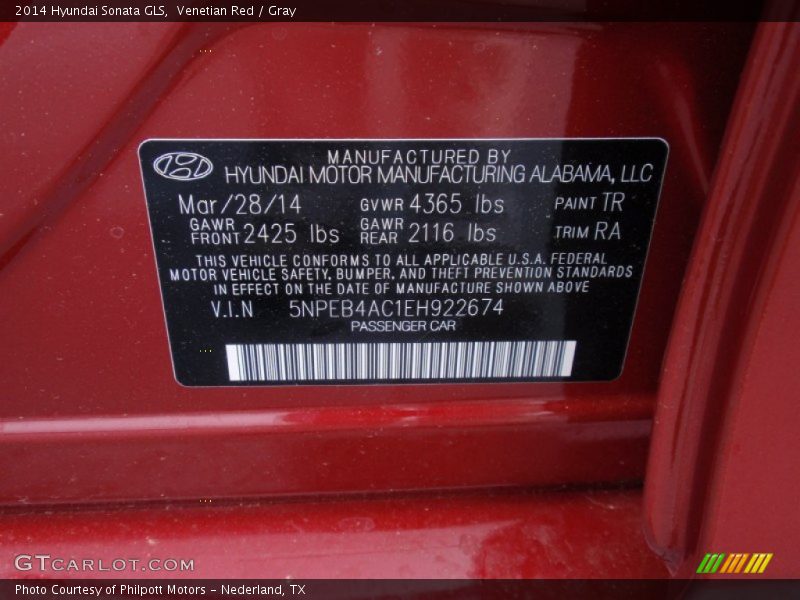 2014 Hyundai Sonata GLS, Venetian Red / Gray
MANUFACTURED BY
HYUNDAI MOTOR MANUFACTURING ALABAMA, LLC
Mar/28/14 GVWR 4365 lbs PAINT TR
GAWR FRONT 2425 lbs GAWR REAR 2116 lbs TRIM RA
THIS VEHICLE CONFORMS TO ALL APPLICABLE U.S.A. FEDERAL
MOTOR VEHICLE SAFETY, BUMPER, AND THEFT PREVENTION STANDARDS
IN EFFECT ON THE DATE OF MANUFACTURE SHOWN ABOVE
V.I.N 5NPEB4AC1EH922674
PASSENGER CAR
GTCARLOT.COM
Photo Courtesy of Philpott Motors - Nederland, TX